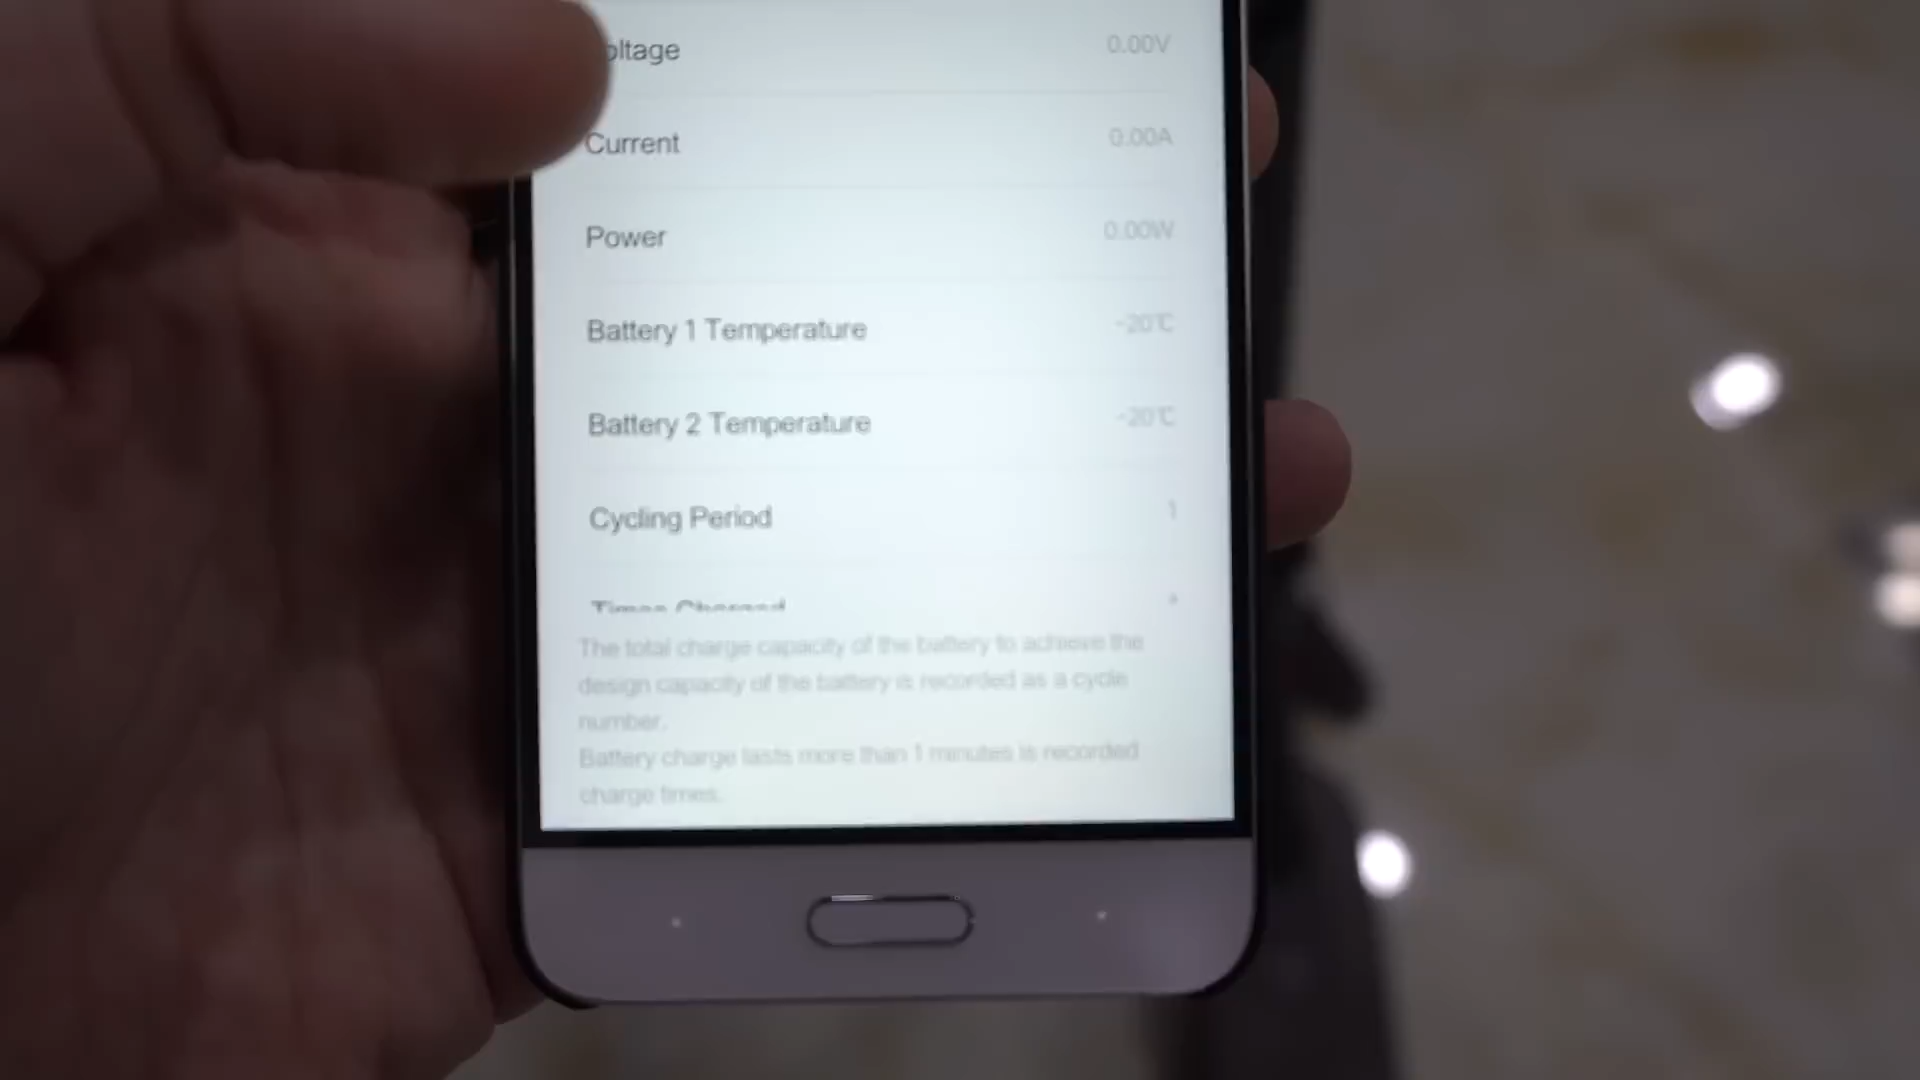 oltage 0.00V
Current 0.00A
Power 0.00W
Battery 1 Temperature -20℃
Battery 2 Temperature -20℃
Cycling Period 1
Times Charged
The total charge capacity of the battery to achieve the
design capacity of the battery is recorded as a cycle
number.
Battery charge lasts more than 1 minutes is recorded
charge times.